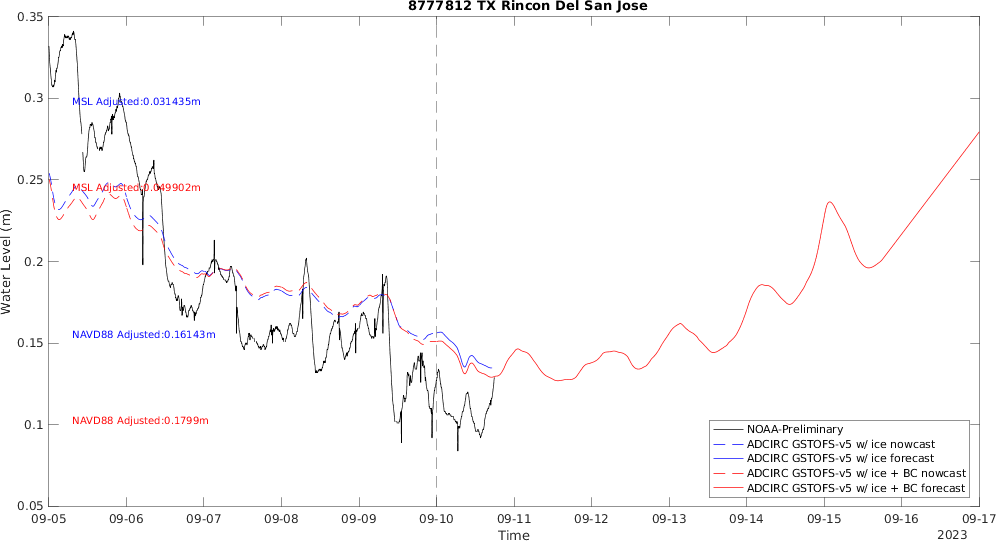 8777812 TX Rincon Del San Jose
Water Level (m)
0.35
0.3
0.25
0.2
0.15
0.1
0.05
MSL Adjusted:0.031435m
MSL Adjusted:0.049902m
NAVD88 Adjusted:0.16143m
NAVD88 Adjusted:0.1799m
NOAA-Preliminary
ADCIRC GSTOFS-v5 w/ ice nowcast
ADCIRC GSTOFS-v5 w/ ice forecast
ADCIRC GSTOFS-v5 w/ ice + BC nowcast
ADCIRC GSTOFS-v5 w/ ice + BC forecast
09-05 09-06 09-07 09-08 09-09 09-10 09-11 09-12 09-13 09-14 09-15 09-16 09-17
Time
2023